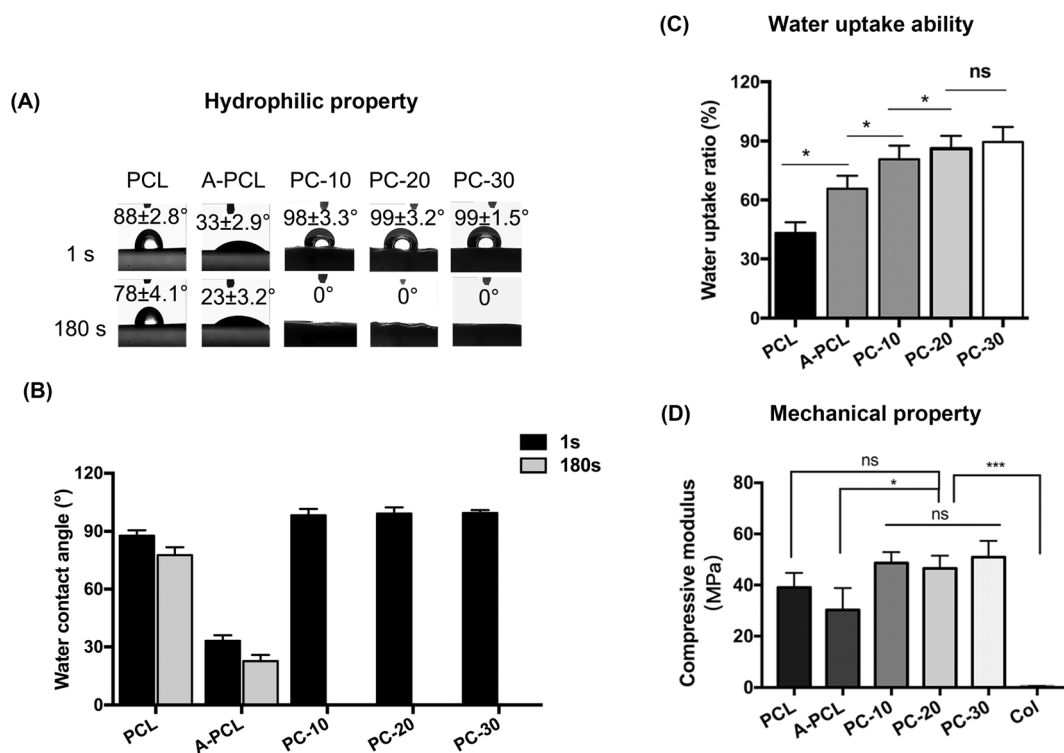 (A)
Hydrophilic property
PCL A-PCL PC-10 PC-20 PC-30
88±2.8° 33±2.9° 98±3.3° 99±3.2° 99±1.5°
1 s
78±4.1° 23±3.2° 0° 0° 0°
180 s
(B)
1s
180s
Water contact angle (°)
120
90
60
30
0
PCL A-PCL PC-10 PC-20 PC-30
(C)
Water uptake ability
Water uptake ratio (%)
120
90
60
30
0
* * * ns
PCL A-PCL PC-10 PC-20 PC-30
(D)
Mechanical property
Compressive modulus
(MPa)
80
60
40
20
0
ns
***
*
ns
PCL A-PCL PC-10 PC-20 PC-30 Col